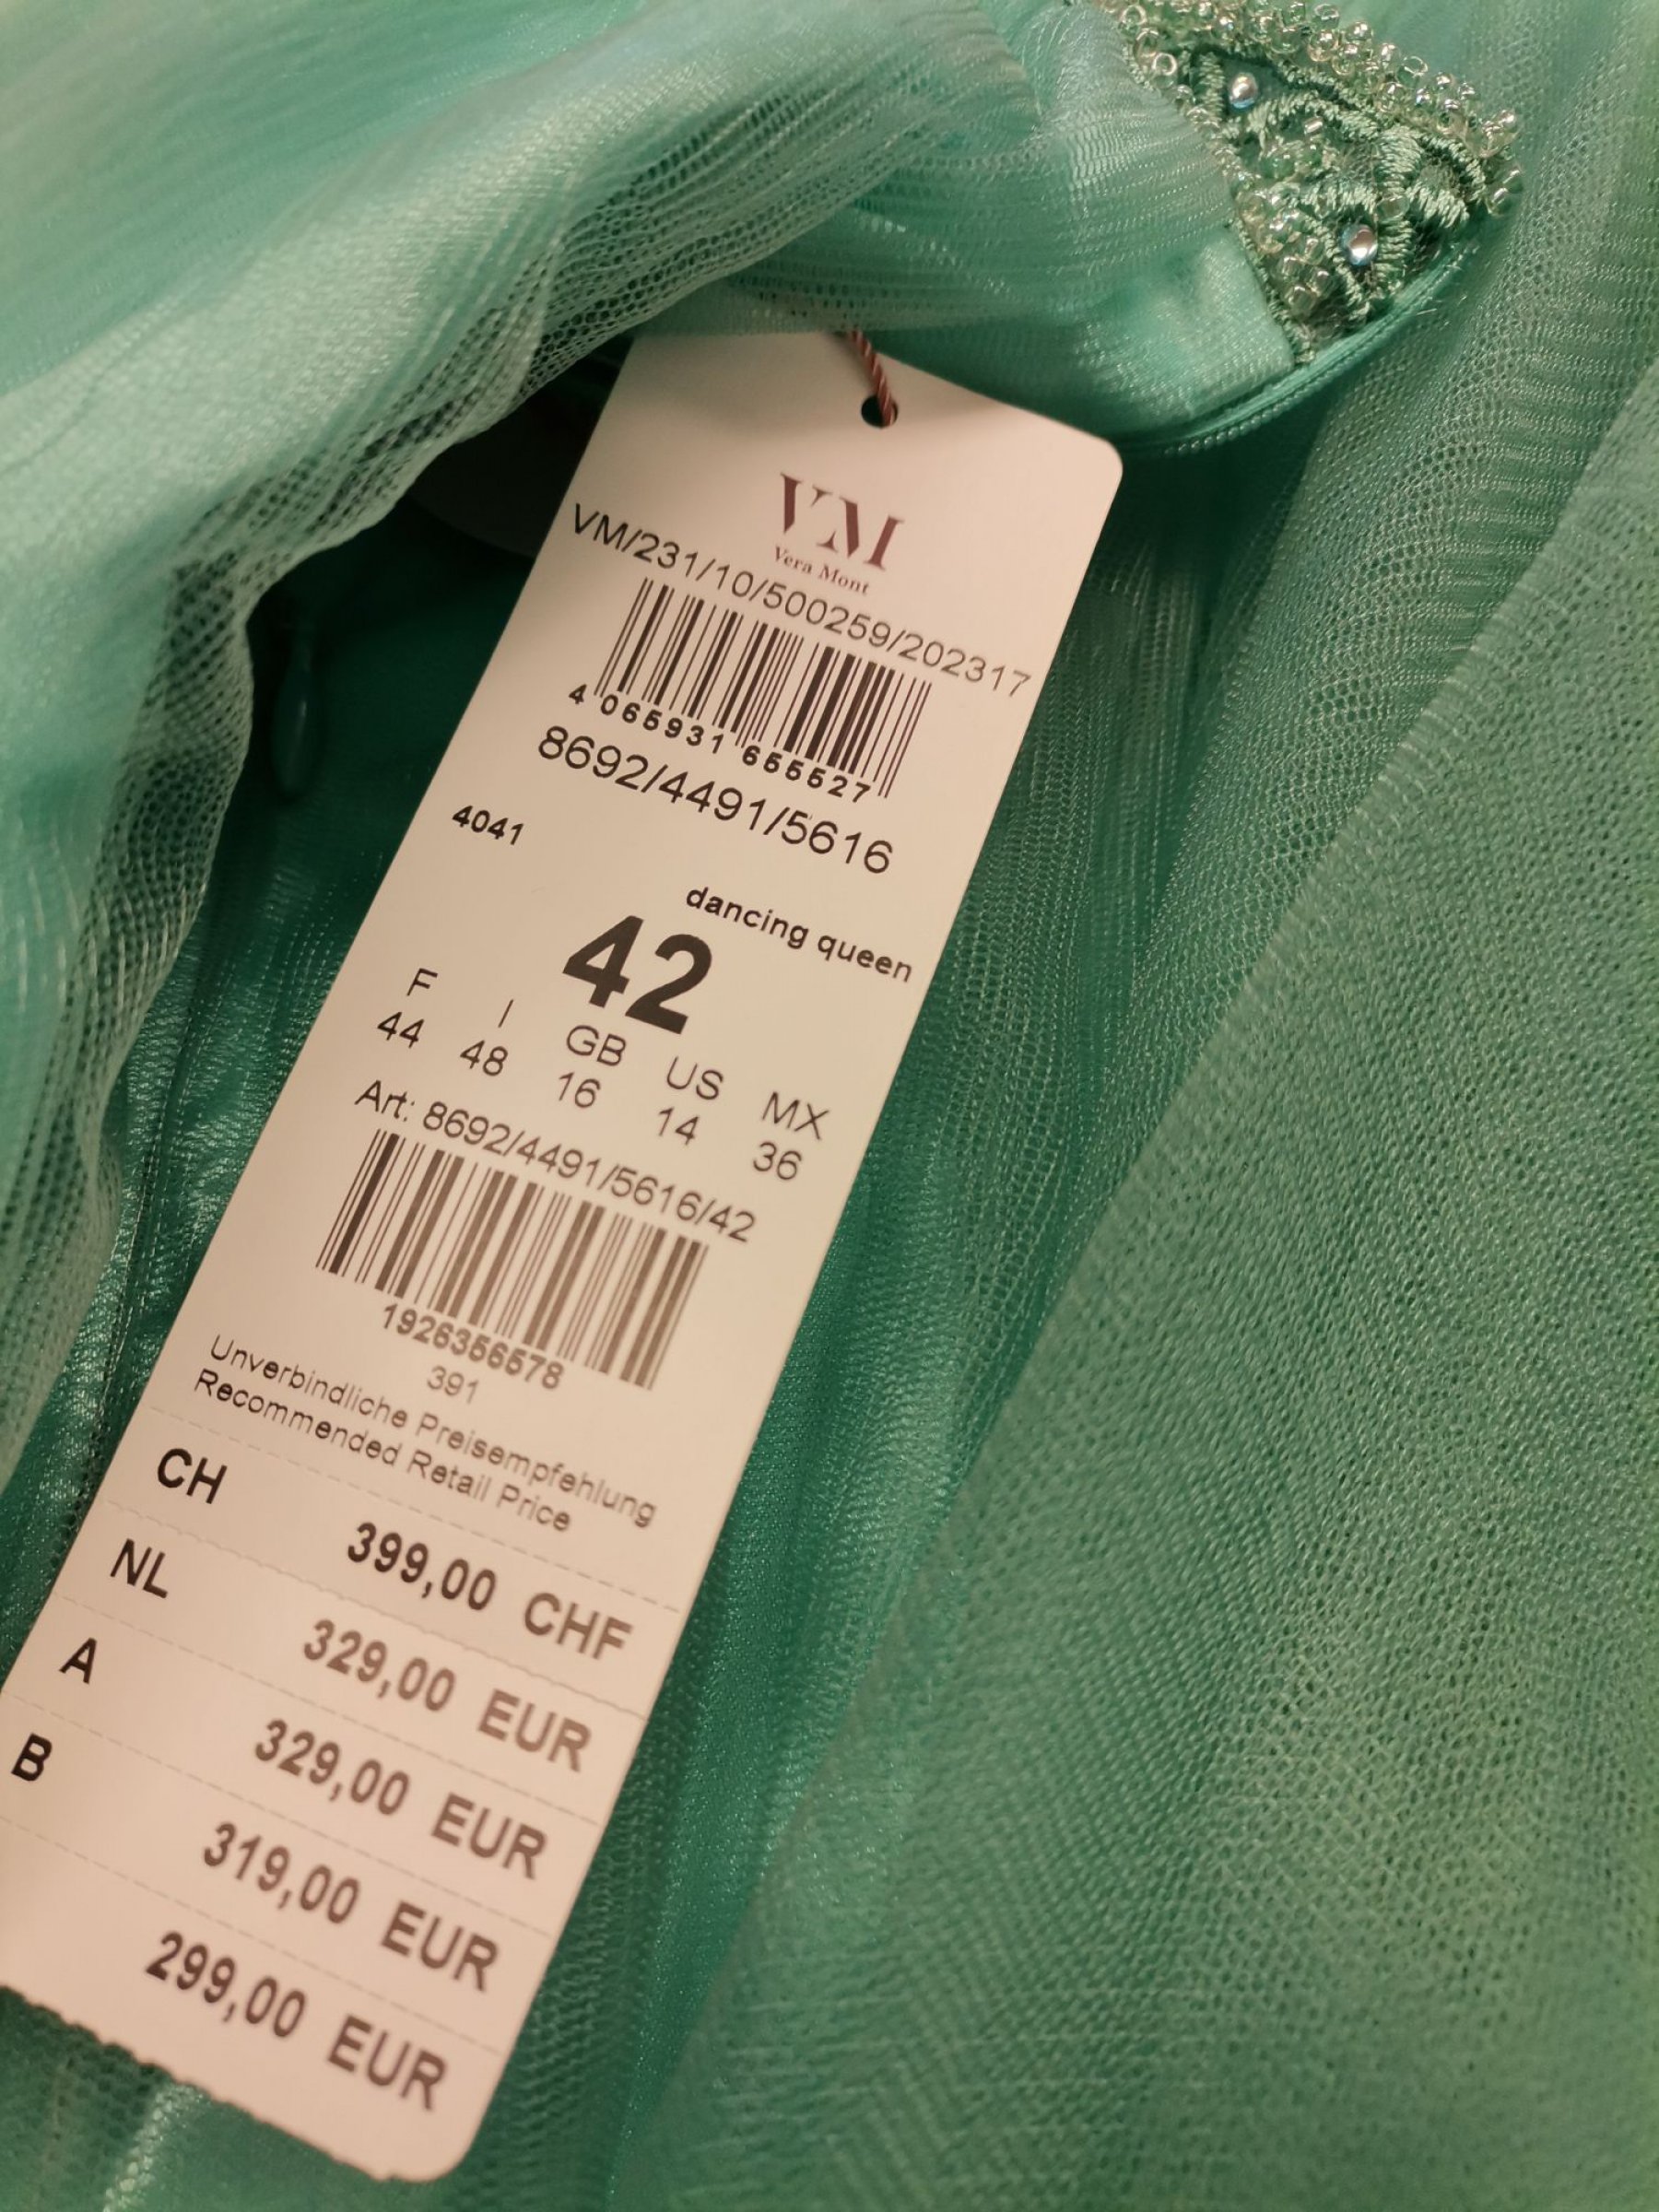 VM
Vera Mont
VM/231/10/500259/202317
4 065931 655527
8692/4491/5616
4041
dancing queen
42
F I GB US MX
44 48 16 14 36
Art: 8692/4491/5616/42
1926356578
391
Unverbindliche Preisempfehlung
Recommended Retail Price
CH 399,00 CHF
NL 329,00 EUR
A 329,00 EUR
B 319,00 EUR
299,00 EUR